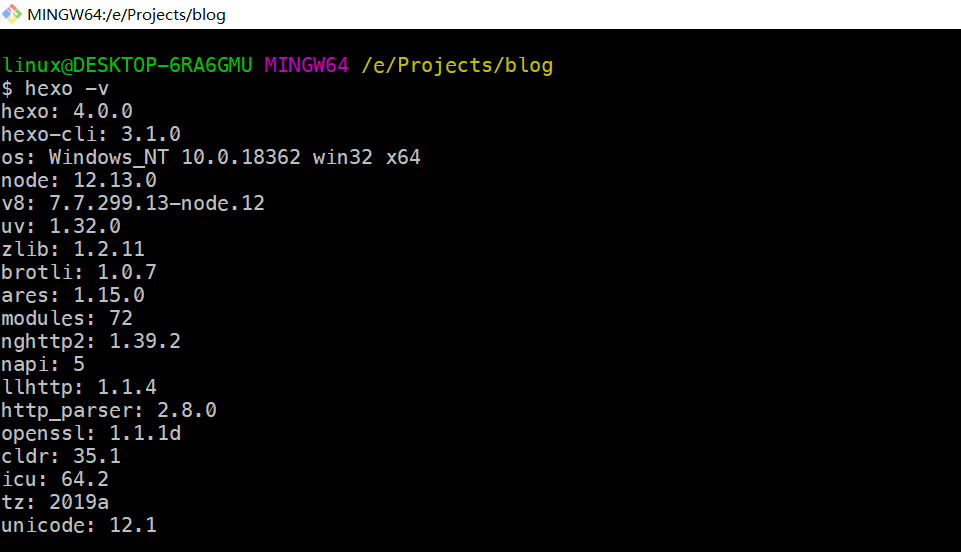 MINGW64:/e/Projects/blog
linux@DESKTOP-6RA6GMU MINGW64 /e/Projects/blog
$ hexo -v
hexo: 4.0.0
hexo-cli: 3.1.0
os: Windows_NT 10.0.18362 win32 x64
node: 12.13.0
v8: 7.7.299.13-node.12
uv: 1.32.0
zlib: 1.2.11
brotli: 1.0.7
ares: 1.15.0
modules: 72
nghttp2: 1.39.2
napi: 5
llhttp: 1.1.4
http_parser: 2.8.0
openssl: 1.1.1d
cldr: 35.1
icu: 64.2
tz: 2019a
unicode: 12.1